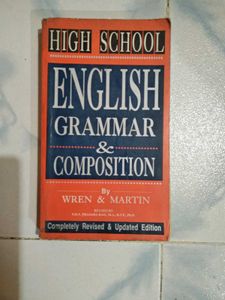 HIGH SCHOOL
ENGLISH
GRAMMAR
&
COMPOSITION
By
WREN & MARTIN
Completely Revised & Updated Edition